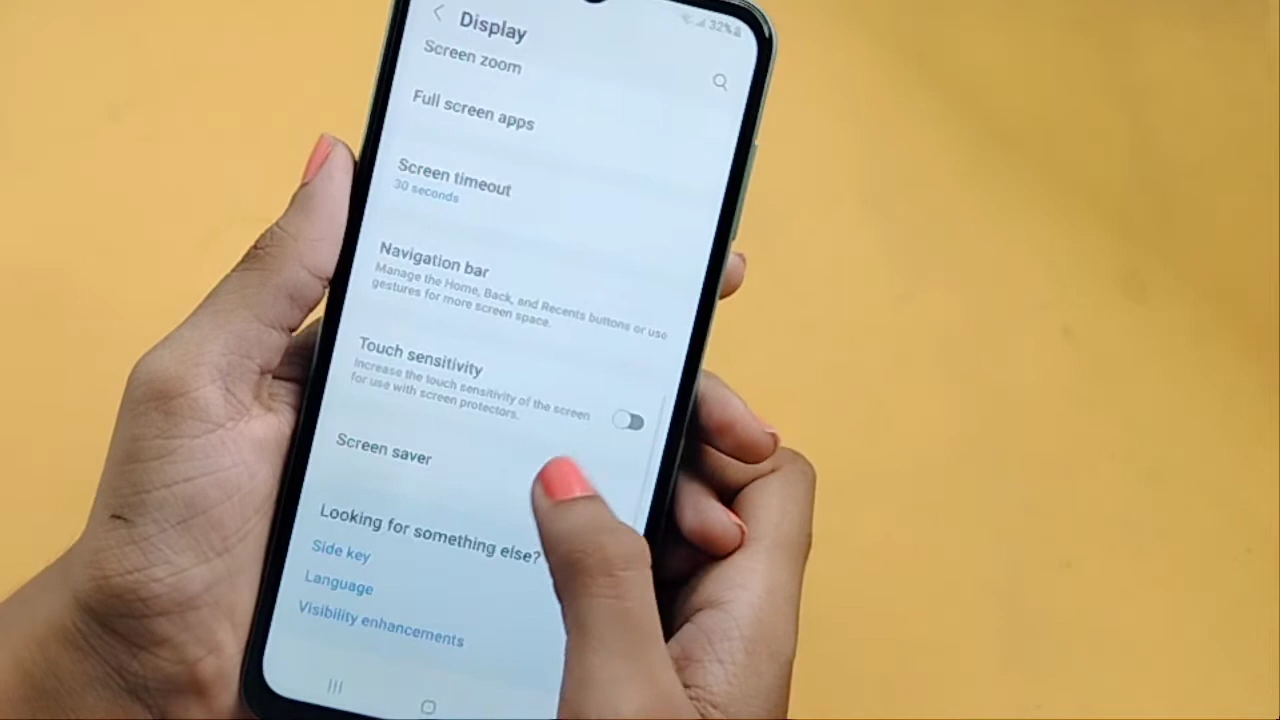 32%
Display
Screen zoom
Full screen apps
Screen timeout
30 seconds
Navigation bar
Manage the Home, Back, and Recents buttons or use
gestures for more screen space.
Touch sensitivity
Increase the touch sensitivity of the screen
for use with screen protectors.
Screen saver
Looking for something else?
Side key
Language
Visibility enhancements